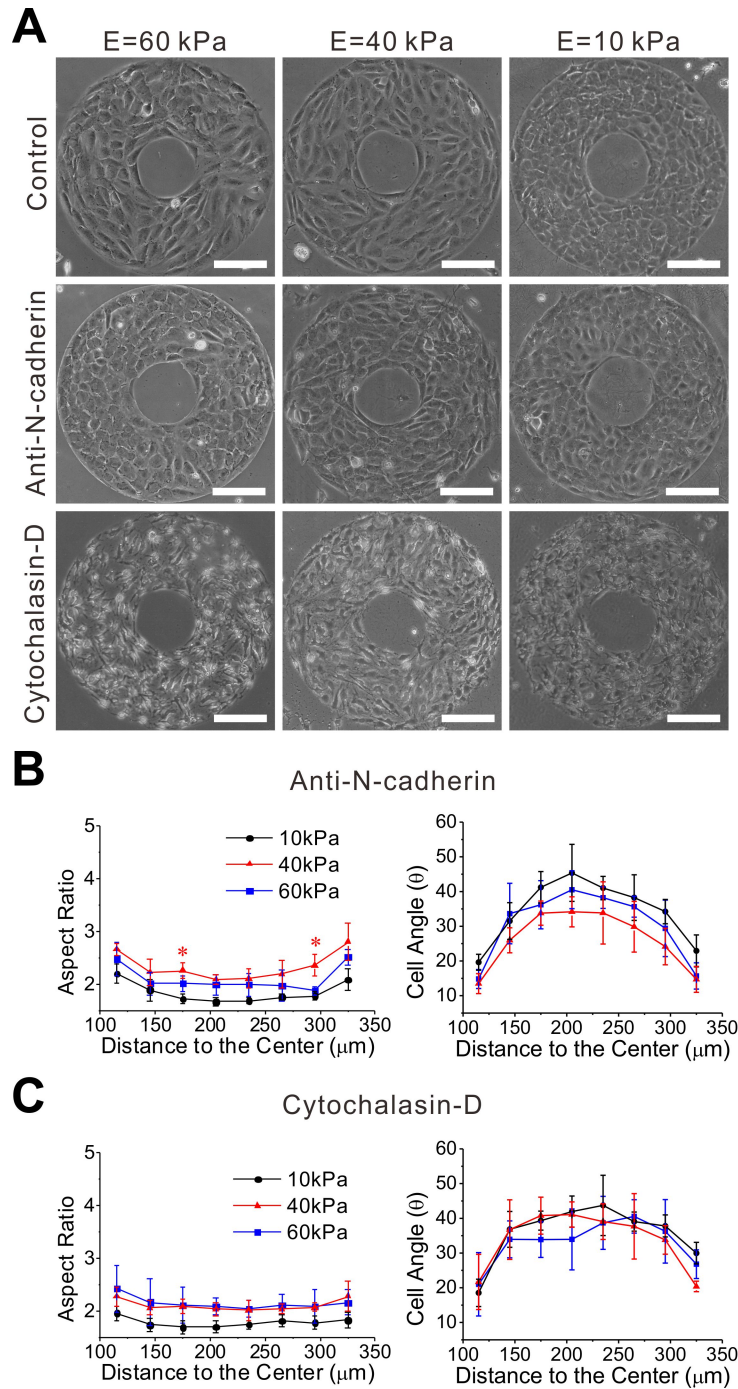 A
E=60 kPa E=40 kPa E=10 kPa
Control
Anti-N-cadherin
Cytochalasin-D
B
Anti-N-cadherin
5
4
3
2
100 150 200 250 300 350
Aspect Ratio
Distance to the Center (μm)
10kPa
40kPa
60kPa
*
*
60
50
40
30
20
10
100 150 200 250 300 350
Cell Angle (θ)
Distance to the Center (μm)
C
Cytochalasin-D
5
4
3
2
100 150 200 250 300 350
Aspect Ratio
Distance to the Center (μm)
10kPa
40kPa
60kPa
60
50
40
30
20
10
100 150 200 250 300 350
Cell Angle (θ)
Distance to the Center (μm)